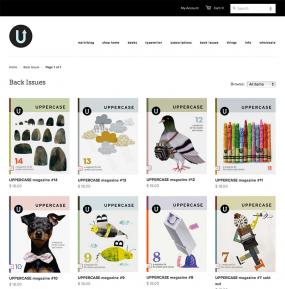 My Account Cart: 0 Search
U
matchling shop home books typewriter subscriptions back issues things info wholesale
Home Back Issues Page 1 of 1
Back Issues
Browse: All items
U UPPERCASE
14
U UPPERCASE
13
U UPPERCASE
12
U UPPERCASE
11
UPPERCASE magazine #14
$ 18.00
UPPERCASE magazine #13
$ 18.00
UPPERCASE magazine #12
$ 18.00
UPPERCASE magazine #11
$ 18.00
U UPPERCASE
10
U UPPERCASE
9
U UPPERCASE
8
U UPPERCASE
7
UPPERCASE magazine #10
$ 18.00
UPPERCASE magazine #9
$ 18.00
UPPERCASE magazine #8
$ 18.00
UPPERCASE magazine #7 sold
out
$ 18.00